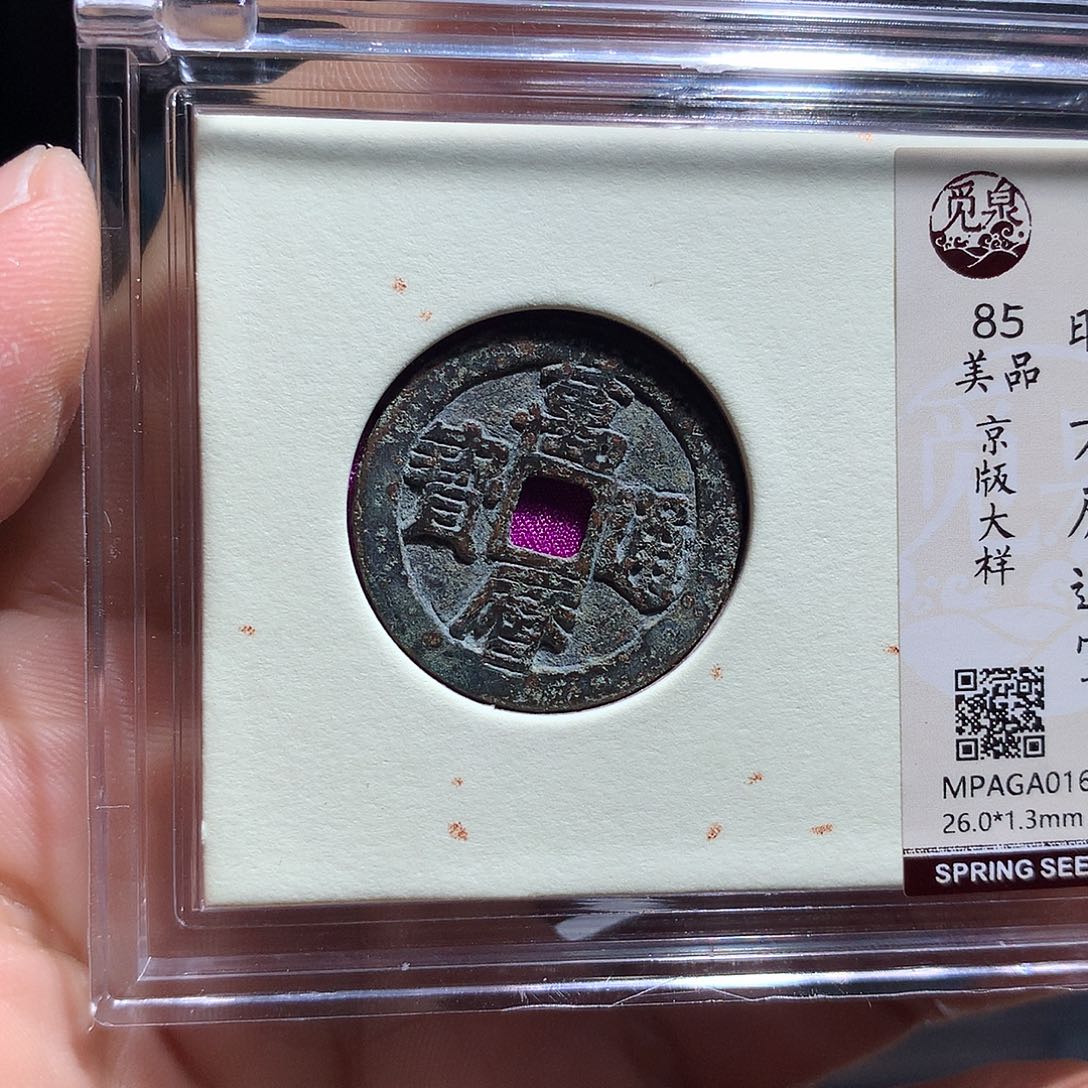 萬曆通寶
觅泉
85
美品
京版大样
MPAGA016
26.0*1.3mm
SPRING SEE